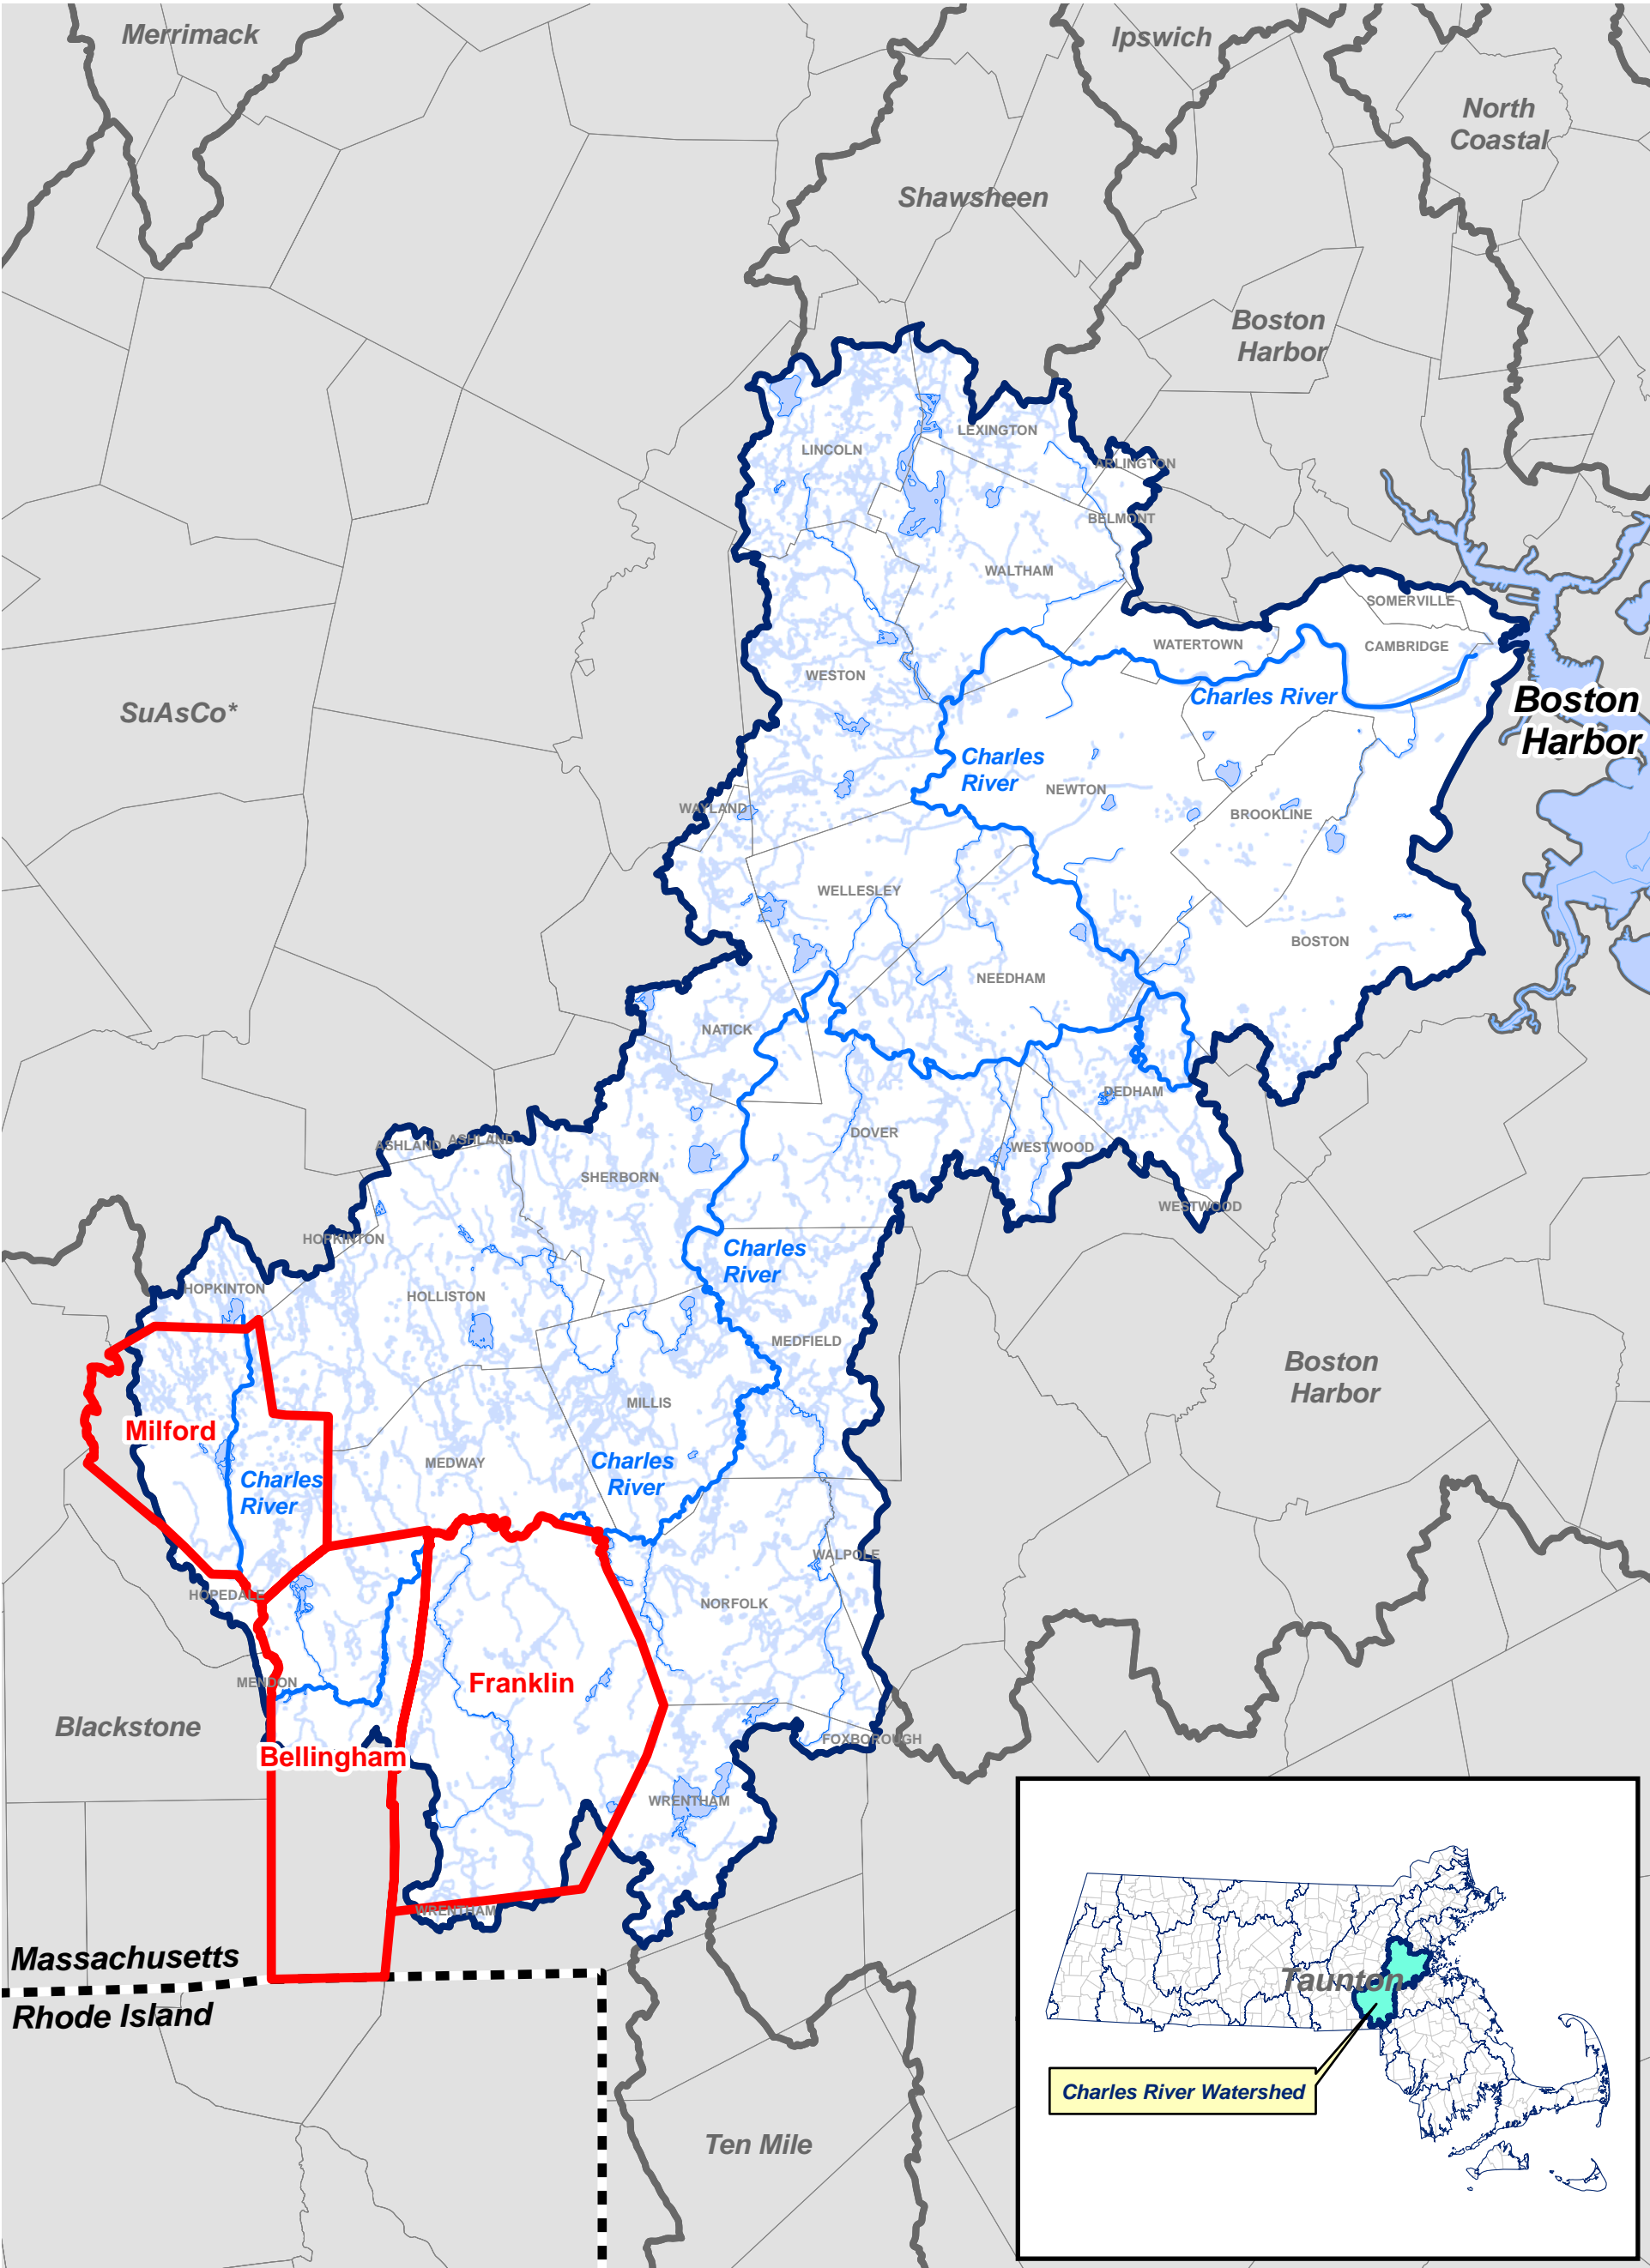 Merrimack
Ipswich
North
Coastal
Shawsheen
Boston
Harbor
LEXINGTON
LINCOLN
ARLINGTON
BELMONT
WALTHAM
SOMERVILLE
WATERTOWN
CAMBRIDGE
WESTON
Charles River
SuAsCo*
Boston
Harbor
Charles
River
NEWTON
WAYLAND
BROOKLINE
WELLESLEY
BOSTON
NEEDHAM
NATICK
DEDHAM
DOVER
ASHLAND
ASHLAND
WESTWOOD
SHERBORN
WESTWOOD
HOPKINTON
Charles
River
HOPKINTON
HOLLISTON
MEDFIELD
Boston
Harbor
MILLIS
Milford
MEDWAY
Charles
River
Charles
River
WALPOLE
HOPEDALE
NORFOLK
MENDON
Franklin
Blackstone
FOXBOROUGH
Bellingham
WRENTHAM
WRENTHAM
Massachusetts
Rhode Island
Taunton
Charles River Watershed
Ten Mile